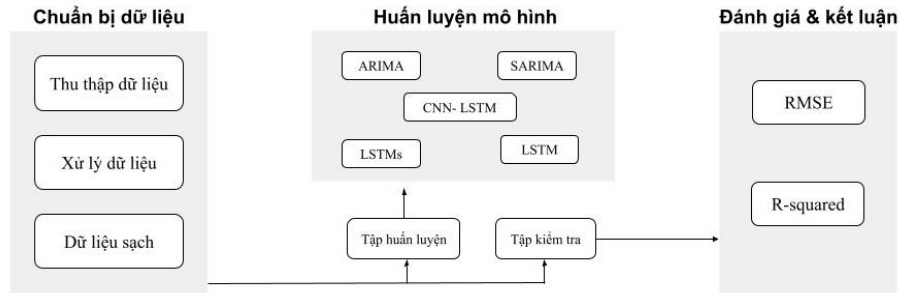 Chuẩn bị dữ liệu
Thu thập dữ liệu
Xử lý dữ liệu
Dữ liệu sạch
Huấn luyện mô hình
ARIMA
SARIMA
CNN- LSTM
LSTMs
LSTM
Tập huấn luyện
Tập kiểm tra
Đánh giá & kết luận
RMSE
R-squared